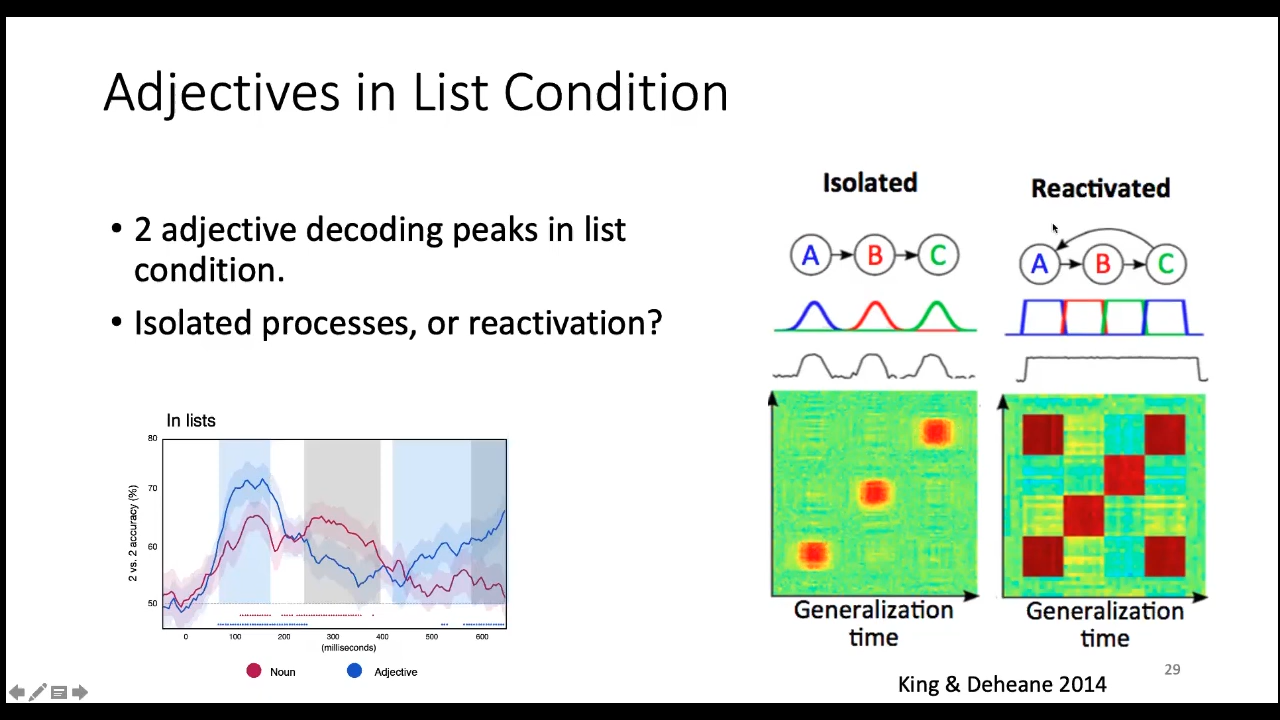 Adjectives in List Condition
• 2 adjective decoding peaks in list
condition.
• Isolated processes, or reactivation?
In lists
80
70
60
50
2 vs. 2 accuracy (%)
0 100 200 300 400 500 600
(milliseconds)
Noun Adjective
Isolated
A B C
Generalization
time
Reactivated
A B C
Generalization
time
29
King & Deheane 2014